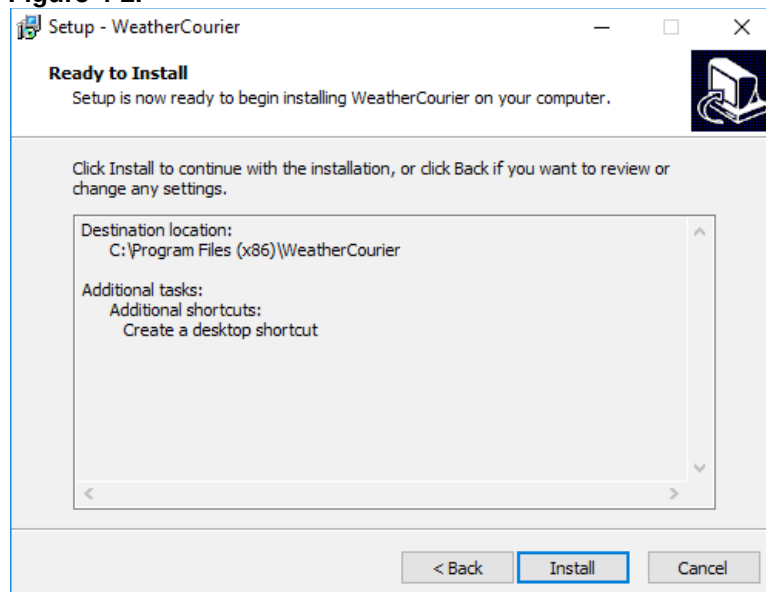 Setup - WeatherCourier
Ready to Install
Setup is now ready to begin installing WeatherCourier on your computer.
Click Install to continue with the installation, or click Back if you want to review or
change any settings.
Destination location:
C:\Program Files (x86)\WeatherCourier
Additional tasks:
Additional shortcuts:
Create a desktop shortcut
< Back
Install
Cancel